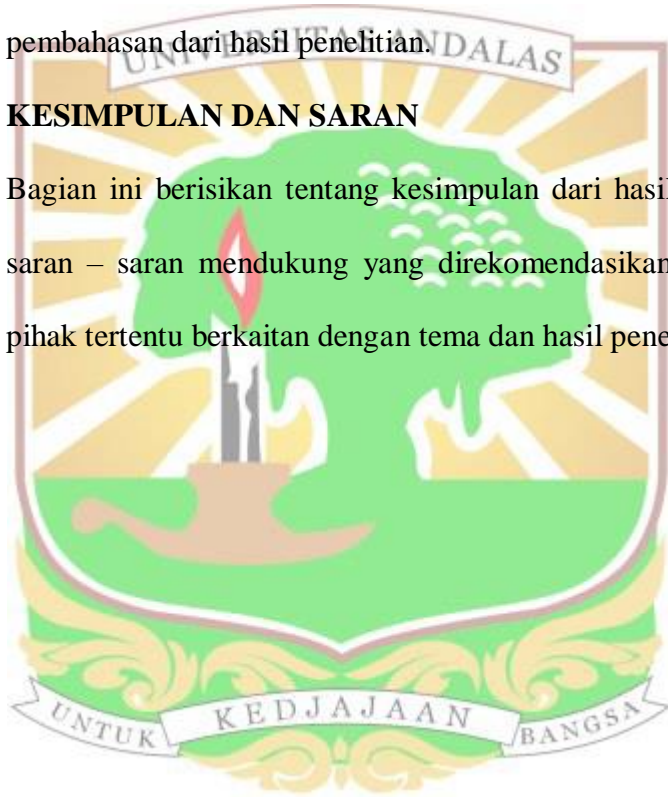 pembahasan dari hasil penelitian.
UNIVERSITAS ANDALAS
KESIMPULAN DAN SARAN
Bagian ini berisikan tentang kesimpulan dari hasil
saran – saran mendukung yang direkomendasikan
pihak tertentu berkaitan dengan tema dan hasil pene
UNTUK KEDJAJAAN BANGSA